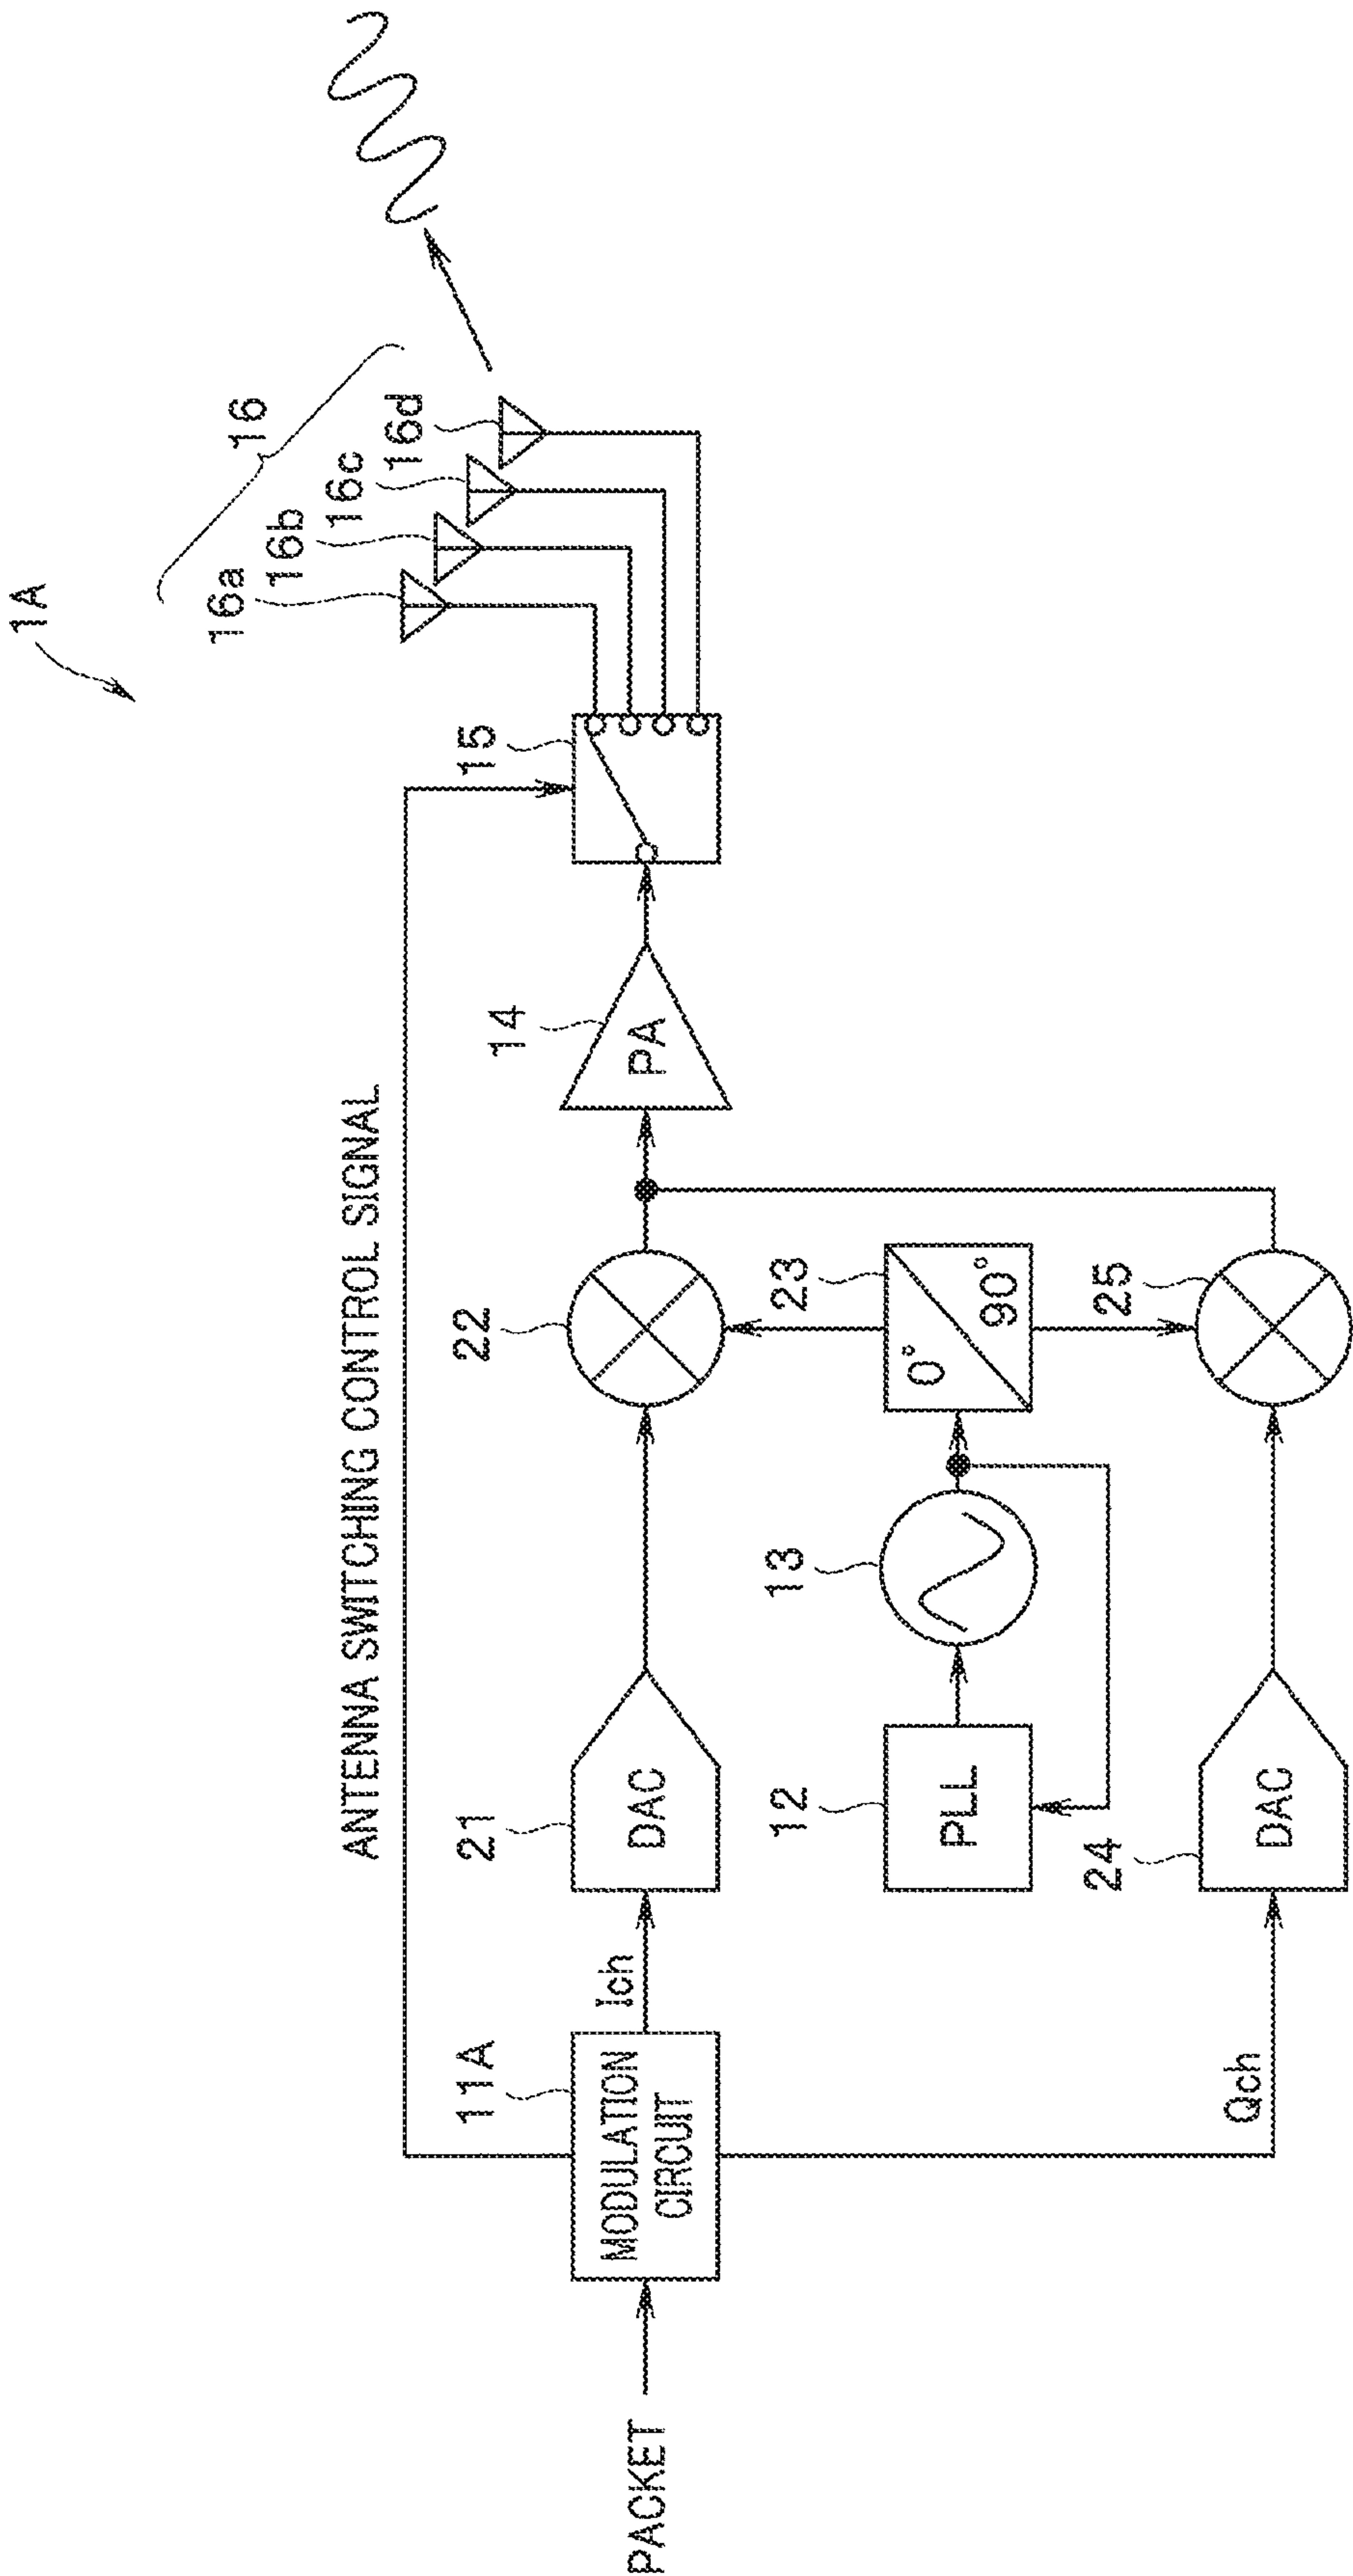 1A
16
16a
16b
16c
16d
15
ANTENNA SWITCHING CONTROL SIGNAL
14
PA
22
21
DAC
11A
MODULATION
CIRCUIT
Ich
PACKET
23
0°
90°
13
12
PLL
25
24
DAC
Qch